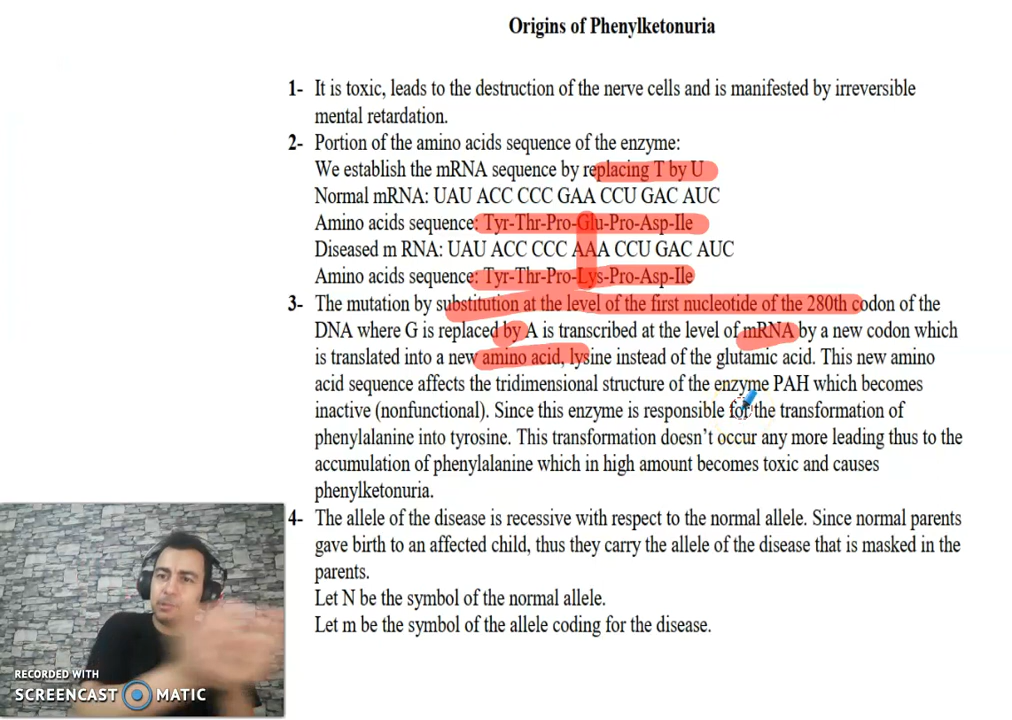 Origins of Phenylketonuria
1- It is toxic, leads to the destruction of the nerve cells and is manifested by irreversible
mental retardation.
2- Portion of the amino acids sequence of the enzyme:
We establish the mRNA sequence by replacing T by U
Normal mRNA: UAU ACC CCC GAA CCU GAC AUC
Amino acids sequence: Tyr-Thr-Pro-Glu-Pro-Asp-Ile
Diseased m RNA: UAU ACC CCC AAA CCU GAC AUC
Amino acids sequence: Tyr-Thr-Pro-Lys-Pro-Asp-Ile
3- The mutation by substitution at the level of the first nucleotide of the 280th codon of the
DNA where G is replaced by A is transcribed at the level of mRNA by a new codon which
is translated into a new amino acid, lysine instead of the glutamic acid. This new amino
acid sequence affects the tridimensional structure of the enzyme PAH which becomes
inactive (nonfunctional). Since this enzyme is responsible for the transformation of
phenylalanine into tyrosine. This transformation doesn't occur any more leading thus to the
accumulation of phenylalanine which in high amount becomes toxic and causes
phenylketonuria.
4- The allele of the disease is recessive with respect to the normal allele. Since normal parents
gave birth to an affected child, thus they carry the allele of the disease that is masked in the
parents.
Let N be the symbol of the normal allele.
Let m be the symbol of the allele coding for the disease.
RECORDED WITH
SCREENCAST MATIC